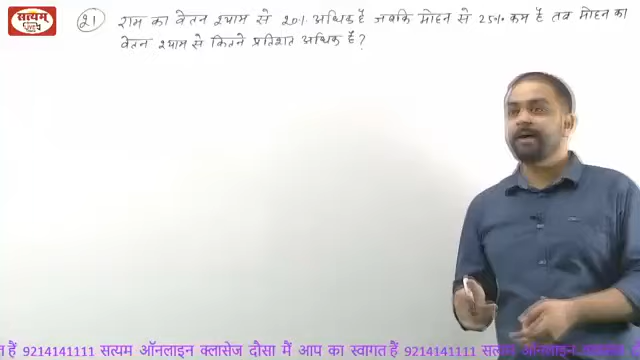 सत्यम्
21 राम का वेतन श्याम से 20% अधिक है जबकि मोहन से 25% कम है तब मोहन का
वेतन श्याम से कितने प्रतिशत अधिक है?
त हैं 9214141111 सत्यम ऑनलाइन क्लासेज दौसा मैं आप का स्वागत हैं 9214141111 सत्यम